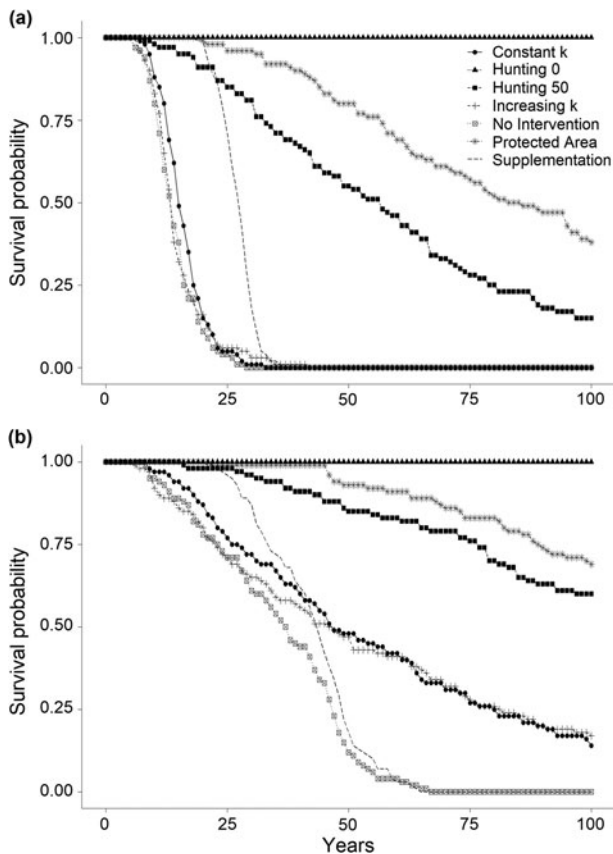 (a)
1.00
0.75
0.50
0.25
0.00
Survival probability
Constant k
Hunting 0
Hunting 50
Increasing k
No Intervention
Protected Area
Supplementation
0 25 50 75 100
(b)
1.00
0.75
0.50
0.25
0.00
Survival probability
0 25 50 75 100
Years